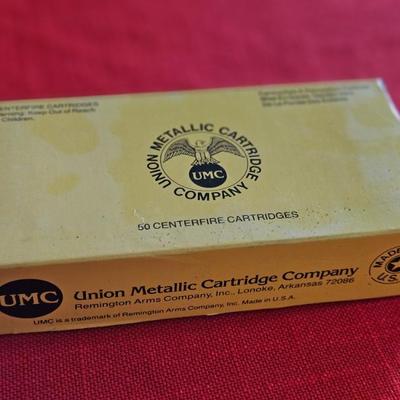 CENTERFIRE CARTRIDGES
Warning: Keep Out of Reach
Children.
UNION METALLIC CARTRIDGE
COMPANY
UMC
50 CENTERFIRE CARTRIDGES
UMC
Union Metallic Cartridge Company
Remington Arms Company, Inc., Lonoke, Arkansas 72086
UMC is a trademark of Remington Arms Company, Inc. Made in U.S.A.
MADE
U.S.